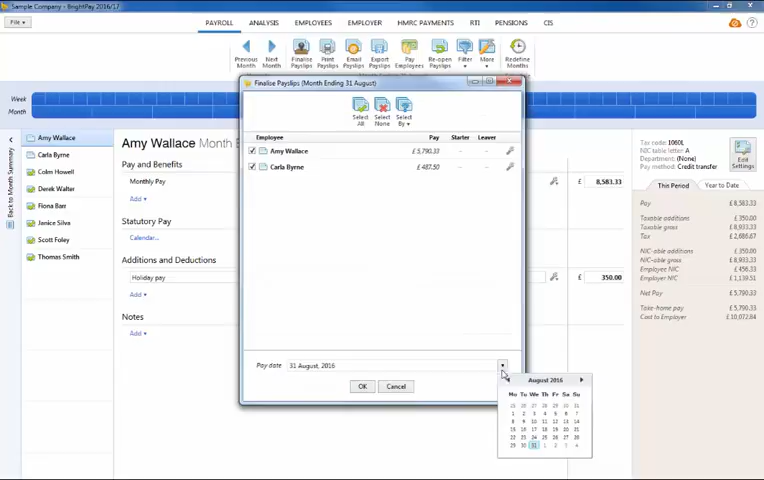 Sample Company - BrightPay 2016/17
File
PAYROLL ANALYSIS EMPLOYEES EMPLOYER HMRC PAYMENTS RTI PENSIONS CIS
Previous Month
Next Month
Finalise Payslips
Print Payslips
Email Payslips
Export Payslips
Pay Employees
Re-open Payslips
Filter
More
Reset Modes
Week
Month
Back to Month Summary
Amy Wallace
Carla Byrne
Colm Howell
Derek Walter
Fiona Barr
Janice Silva
Scott Foley
Thomas Smith
Amy Wallace Month E
Pay and Benefits
Monthly Pay
£ 8,583.33
Add
Statutory Pay
Calendar...
Additions and Deductions
Holiday pay
£ 350.00
Add
Notes
Add
Finalise Payslips (Month Ending 31 August)
Select All
Select None
Select By
Employee Pay Starter Leaver
Amy Wallace £ 5,790.33 -- --
Carla Byrne £ 487.50 -- --
Pay date 31 August, 2016
OK Cancel
August 2016
Mo Tu We Th Fr Sa Su
25 26 27 28 29 30 31
1 2 3 4 5 6 7
8 9 10 11 12 13 14
15 16 17 18 19 20 21
22 23 24 25 26 27 28
29 30 31 1 2 3 4
Tax code: 1060L
NIC table letter: A
Department: (None)
Pay method: Credit transfer
Edit Settings
This Period Year to Date
Pay £ 8,583.33
Taxable additions £ 350.00
Taxable gross £ 8,933.33
Tax £ 2,686.67
NIC-able additions £ 350.00
NIC-able gross £ 8,933.33
Employee NIC £ 456.33
Employer NIC £ 1,139.51
Net Pay £ 5,790.33
Take-home pay £ 5,790.33
Cost to Employer £ 10,072.84